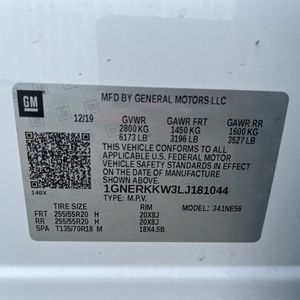 GM
MFD BY GENERAL MOTORS LLC
12/19 GVWR GAWR FRT GAWR RR
2800 KG 1450 KG 1600 KG
6173 LB 3196 LB 3527 LB
THIS VEHICLE CONFORMS TO ALL
APPLICABLE U.S. FEDERAL MOTOR
VEHICLE SAFETY STANDARDS IN
EFFECT ON THE DATE OF
MANUFACTURE SHOWN ABOVE.
140X 1GNERKKW3LJ181044
TYPE: M.P.V. MODEL: 341NE56
TIRE SIZE RIM
FRT 255/55R20 H 20X8J
RR 255/55R20 H 20X8J
SPA T135/70R18 M 18X4.5B